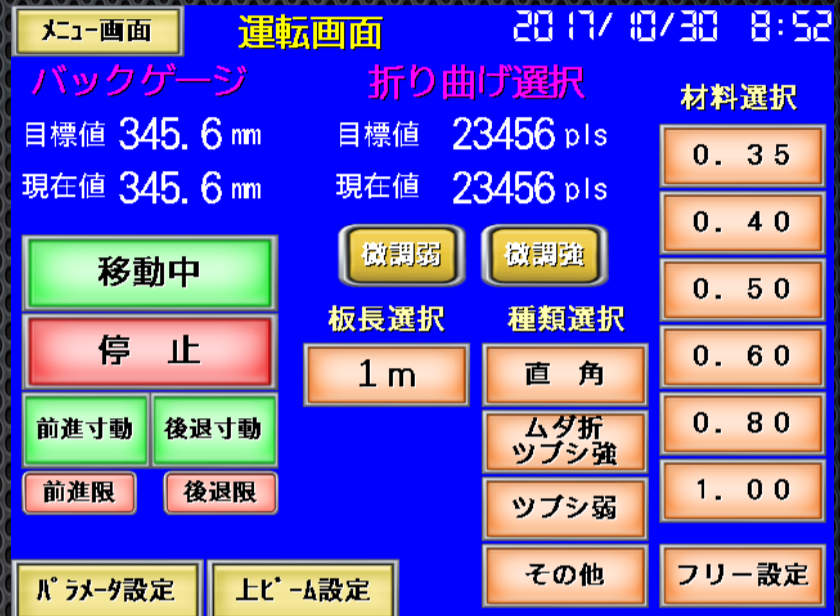 メニュー画面
運転画面
2017/10/30 8:52
バックゲージ
目標値 345.6 mm
現在値 345.6 mm
移動中
停 止
前進寸動 後退寸動
前進限 後退限
折り曲げ選択
目標値 23456 pls
現在値 23456 pls
微調弱 微調強
板長選択
1m
種類選択
直 角
ムダ折
ツブシ強
ツブシ弱
その他
材料選択
0.35
0.40
0.50
0.60
0.80
1.00
フリー設定
パラメータ設定 上ビーム設定